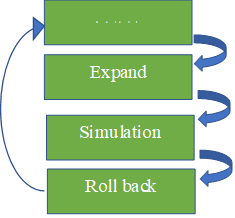 ......
Expand
Simulation
Roll back